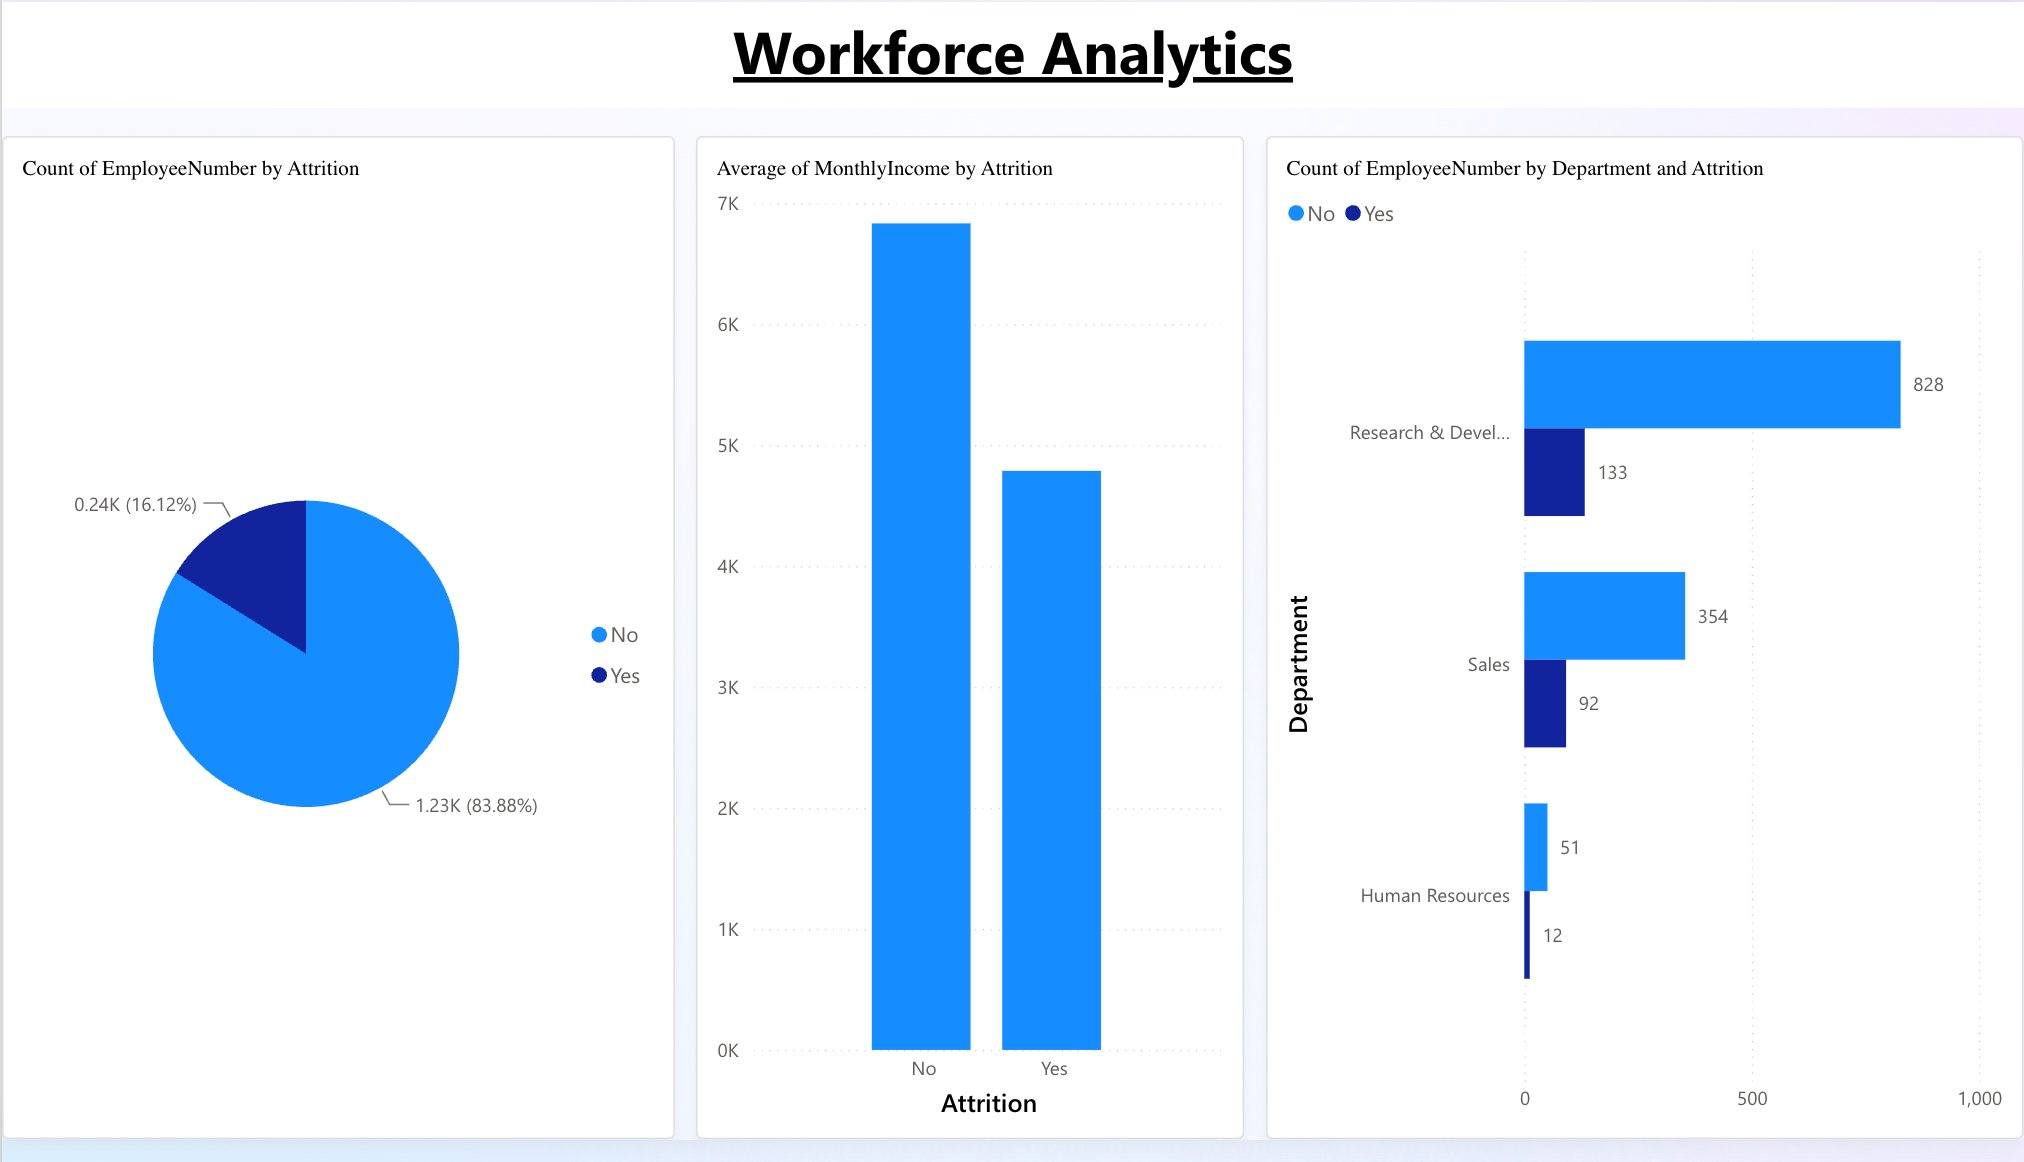 Workforce Analytics
Count of EmployeeNumber by Attrition
0.24K (16.12%)
1.23K (83.88%)
No
Yes
Average of MonthlyIncome by Attrition
7K
6K
5K
4K
3K
2K
1K
0K
No
Yes
Attrition
Count of EmployeeNumber by Department and Attrition
No Yes
Department
Research & Devel...
828
133
Sales
354
92
Human Resources
51
12
0 500 1,000